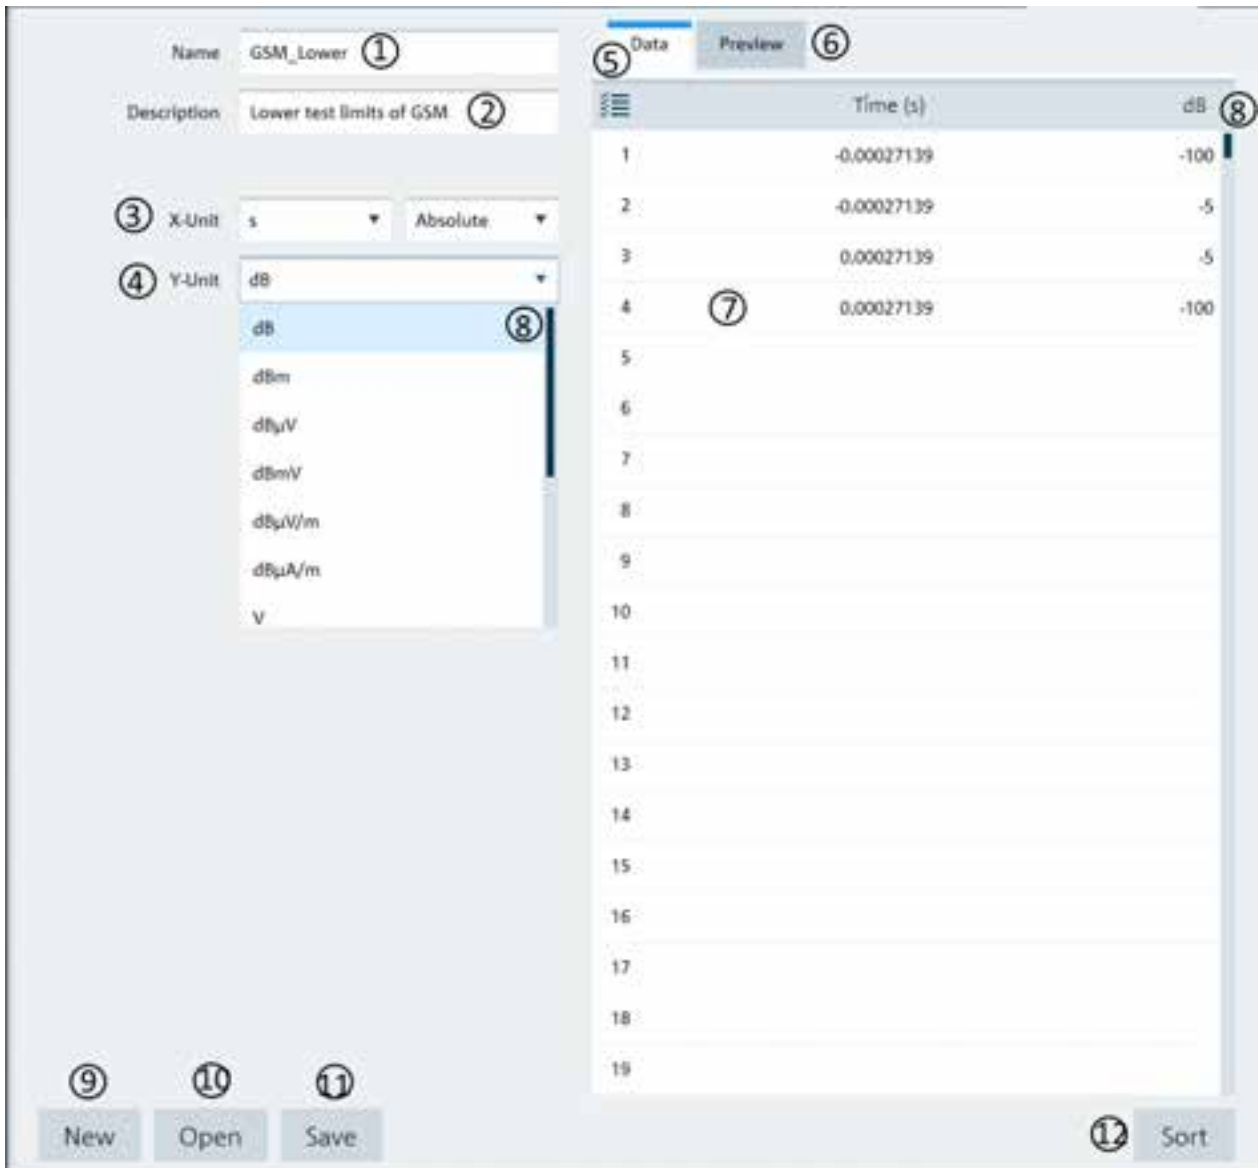 Name GSM_Lower ①
Description Lower test limits of GSM ②
③ X-Unit s Absolute
④ Y-Unit dB
dB ⑧
dBm
dBµV
dBmV
dBµV/m
dBµA/m
V
⑨ ⑩ ⑪
New Open Save
⑤ Data Preview ⑥
Time (s) dB ⑧
1 -0.00027139 -100
2 -0.00027139 -5
3 0.00027139 -5
4 ⑦ 0.00027139 -100
5
6
7
8
9
10
11
12
13
14
15
16
17
18
19
⑫ Sort